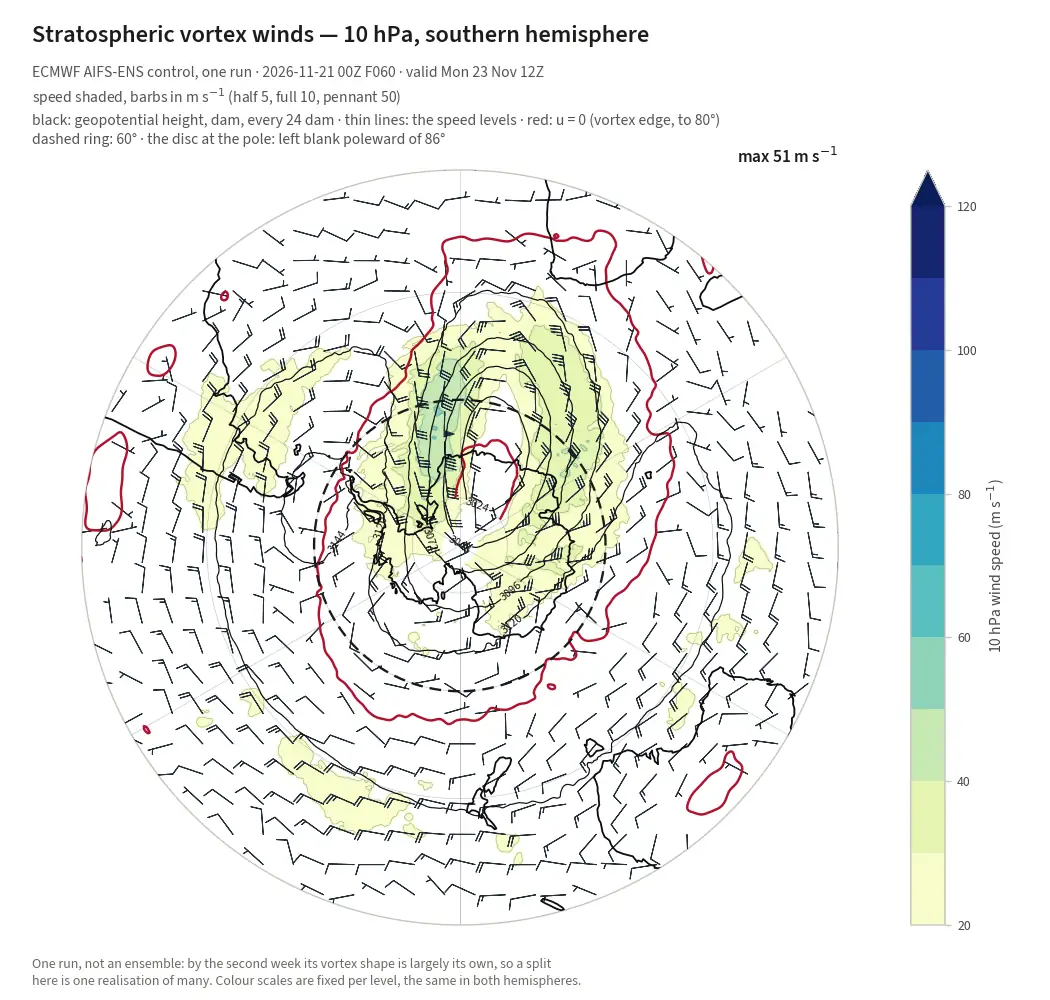 Stratospheric vortex winds — 10 hPa, southern hemisphere
ECMWF AIFS-ENS control, one run · 2026-11-21 00Z F060 · valid Mon 23 Nov 12Z
speed shaded, barbs in m s⁻¹ (half 5, full 10, pennant 50)
black: geopotential height, dam, every 24 dam · thin lines: the speed levels · red: u = 0 (vortex edge, to 80°)
dashed ring: 60° · the disc at the pole: left blank poleward of 86°
max 51 m s⁻¹
120
100
80
60
40
20
10 hPa wind speed (m s⁻¹)
3024
3096
3120
One run, not an ensemble: by the second week its vortex shape is largely its own, so a split
here is one realisation of many. Colour scales are fixed per level, the same in both hemispheres.